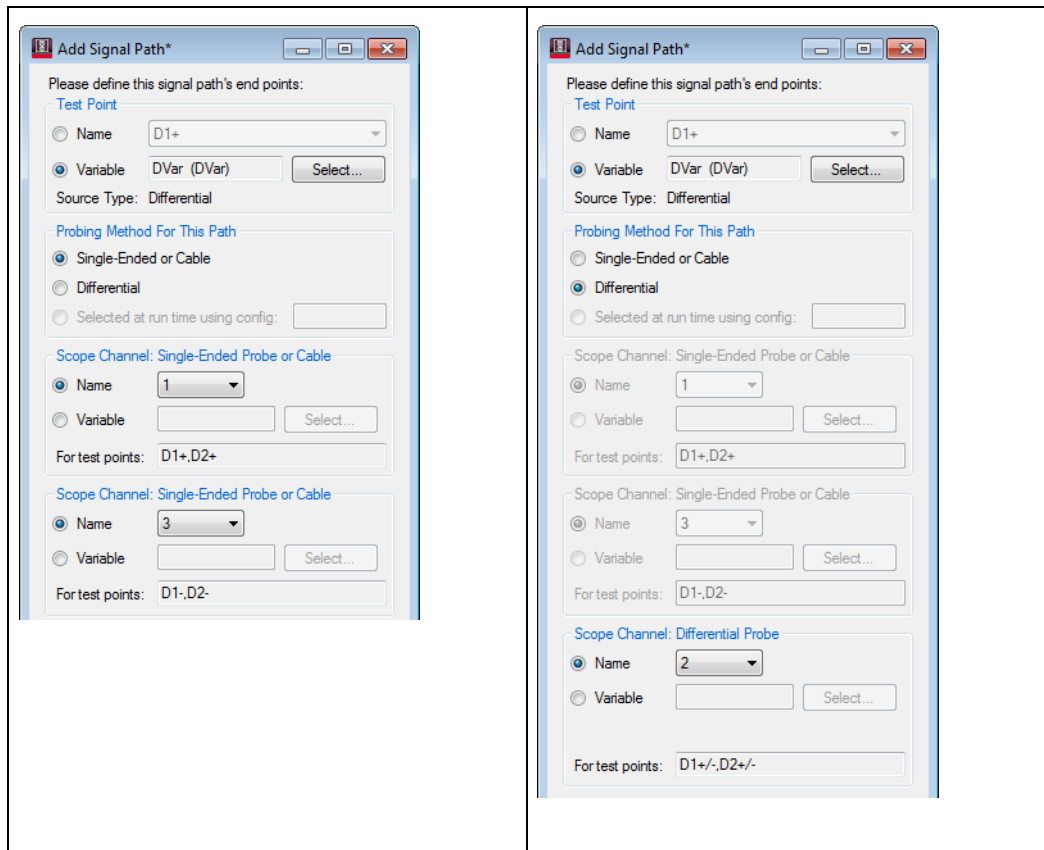 Add Signal Path*
Please define this signal path's end points:
Test Point
Name D1+
Variable DVar (DVar) Select...
Source Type: Differential
Probing Method For This Path
Single-Ended or Cable
Differential
Selected at run time using config:
Scope Channel: Single-Ended Probe or Cable
Name 1
Variable Select...
For test points: D1+,D2+
Scope Channel: Single-Ended Probe or Cable
Name 3
Variable Select...
For test points: D1-,D2-
Add Signal Path*
Please define this signal path's end points:
Test Point
Name D1+
Variable DVar (DVar) Select...
Source Type: Differential
Probing Method For This Path
Single-Ended or Cable
Differential
Selected at run time using config:
Scope Channel: Single-Ended Probe or Cable
Name 1
Variable Select...
For test points: D1+,D2+
Scope Channel: Single-Ended Probe or Cable
Name 3
Variable Select...
For test points: D1-,D2-
Scope Channel: Differential Probe
Name 2
Variable Select...
For test points: D1+/-,D2+/-